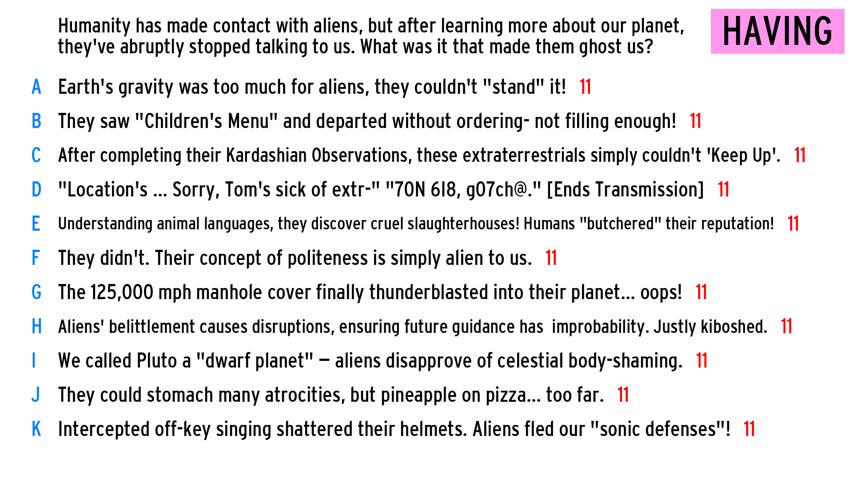 Humanity has made contact with aliens, but after learning more about our planet,
they've abruptly stopped talking to us. What was it that made them ghost us?
HAVING
A Earth's gravity was too much for aliens, they couldn't "stand" it! 11
B They saw "Children's Menu" and departed without ordering- not filling enough! 11
C After completing their Kardashian Observations, these extraterrestrials simply couldn't 'Keep Up'. 11
D "Location's ... Sorry, Tom's sick of extr-" "70N 6l8, g07ch@." [Ends Transmission] 11
E Understanding animal languages, they discover cruel slaughterhouses! Humans "butchered" their reputation! 11
F They didn't. Their concept of politeness is simply alien to us. 11
G The 125,000 mph manhole cover finally thunderblasted into their planet... oops! 11
H Aliens' belittlement causes disruptions, ensuring future guidance has improbability. Justly kiboshed. 11
I We called Pluto a "dwarf planet" – aliens disapprove of celestial body-shaming. 11
J They could stomach many atrocities, but pineapple on pizza... too far. 11
K Intercepted off-key singing shattered their helmets. Aliens fled our "sonic defenses"! 11